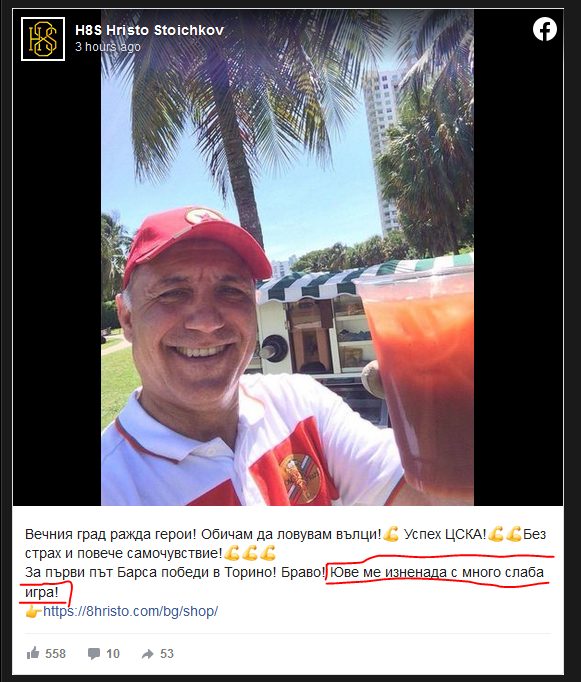 H8S Hristo Stoichkov
3 hours ago
Вечния град ражда герои! Обичам да ловувам вълци!💪 Успех ЦСКА!💪💪Без
страх и повече самочувствие!💪💪💪
За първи път Барса победи в Торино! Браво! Юве ме изненада с много слаба
игра!
👉https://8hristo.com/bg/shop/
558 10 53